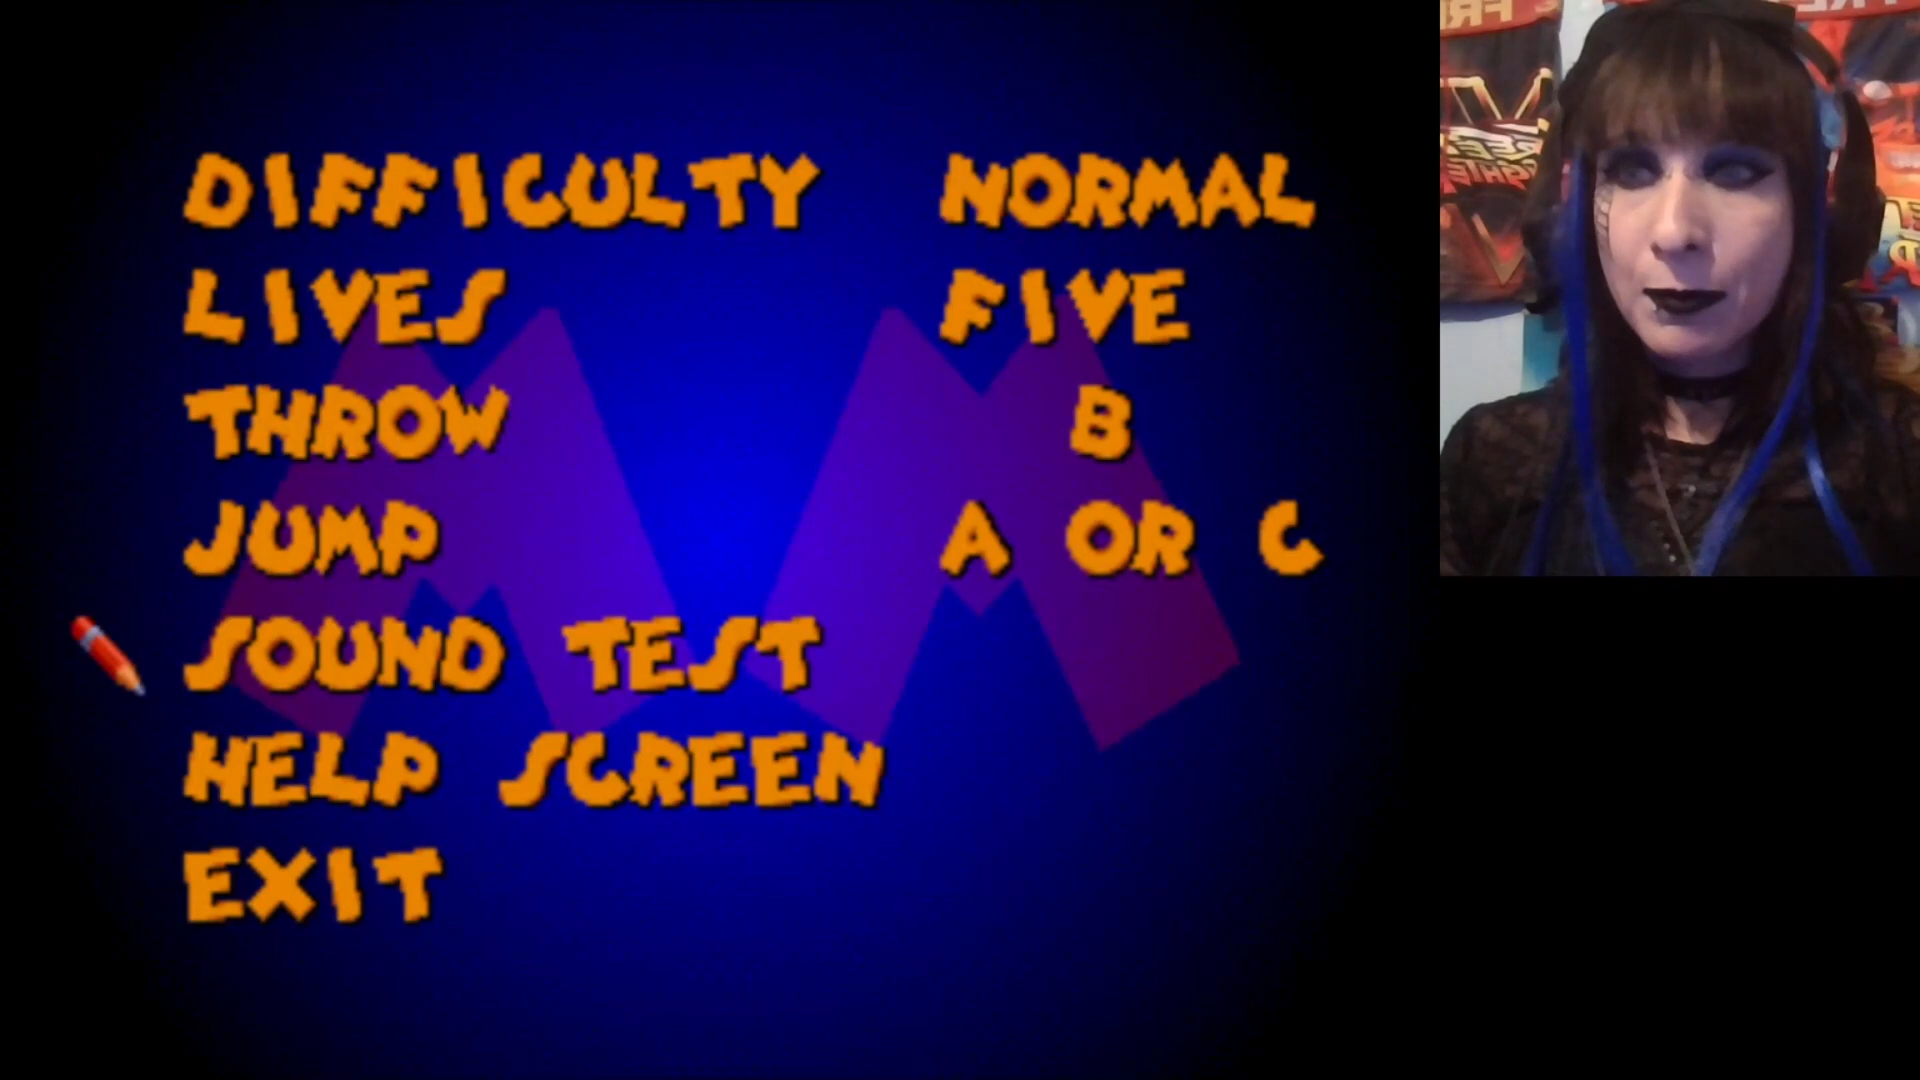 DIFFICULTY NORMAL
LIVES FIVE
THROW B
JUMP A OR C
SOUND TEST
HELP SCREEN
EXIT